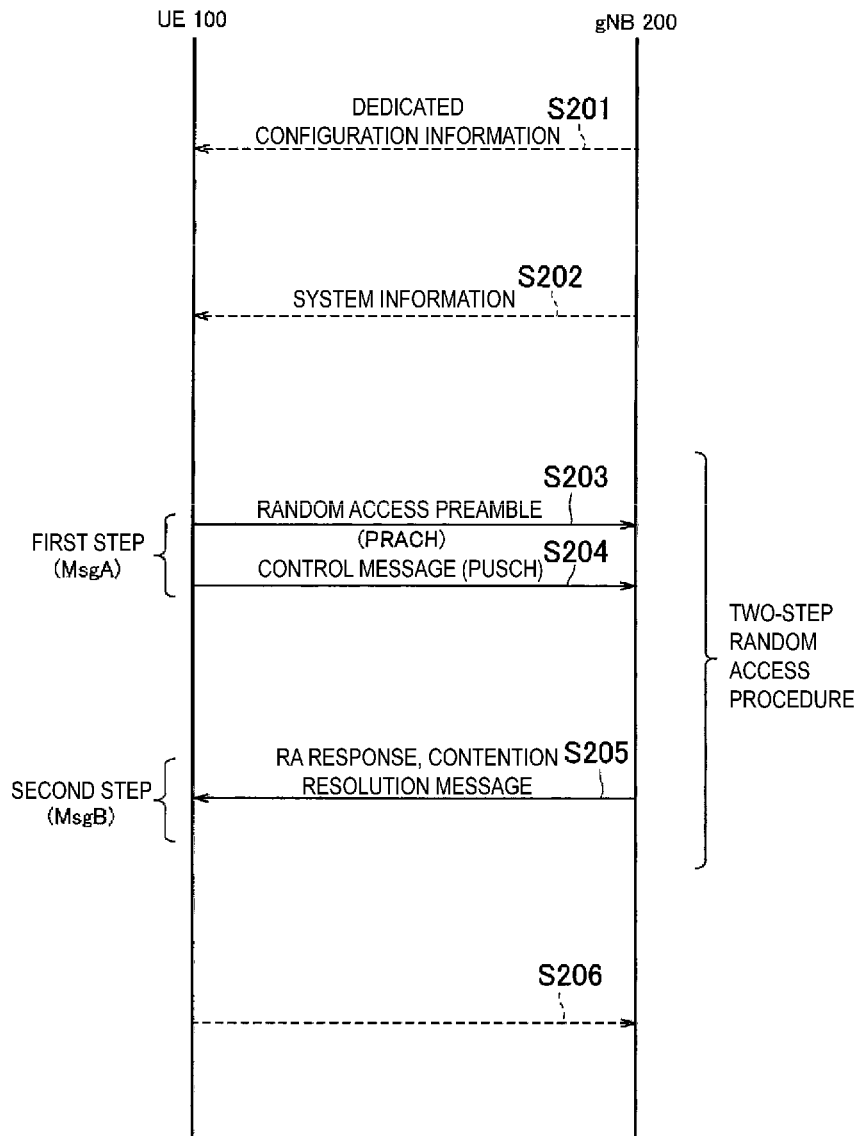 UE 100
gNB 200
DEDICATED
CONFIGURATION INFORMATION
S201
SYSTEM INFORMATION
S202
RANDOM ACCESS PREAMBLE
(PRACH)
S203
CONTROL MESSAGE (PUSCH)
S204
FIRST STEP
(MsgA)
TWO-STEP
RANDOM
ACCESS
PROCEDURE
RA RESPONSE, CONTENTION
RESOLUTION MESSAGE
S205
SECOND STEP
(MsgB)
S206